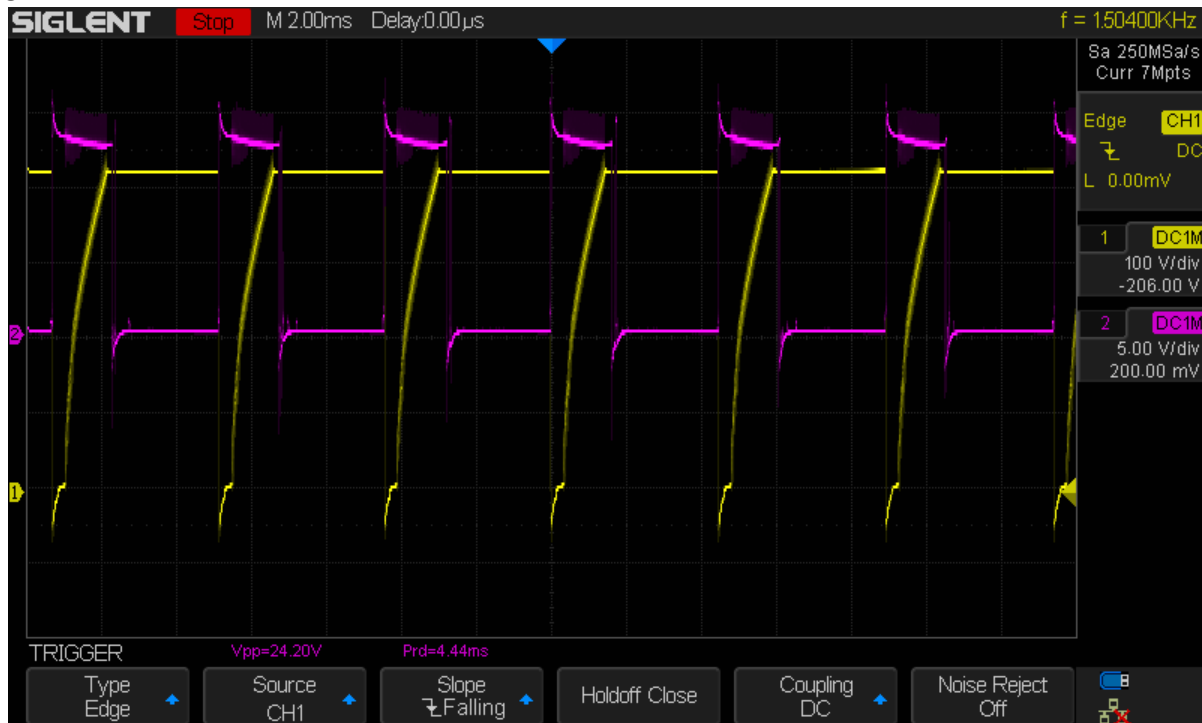 SIGLENT Stop M 2.00ms Delay:0.00µs f = 1.50400KHz
Sa 250MSa/s
Curr 7Mpts
Edge CH1
DC
L 0.00mV
1 DC1M
100 V/div
-206.00 V
2 DC1M
5.00 V/div
200.00 mV
2
1
TRIGGER Vpp=24.20V Prd=4.44ms
Type
Edge
Source
CH1
Slope
Falling
Holdoff Close
Coupling
DC
Noise Reject
Off